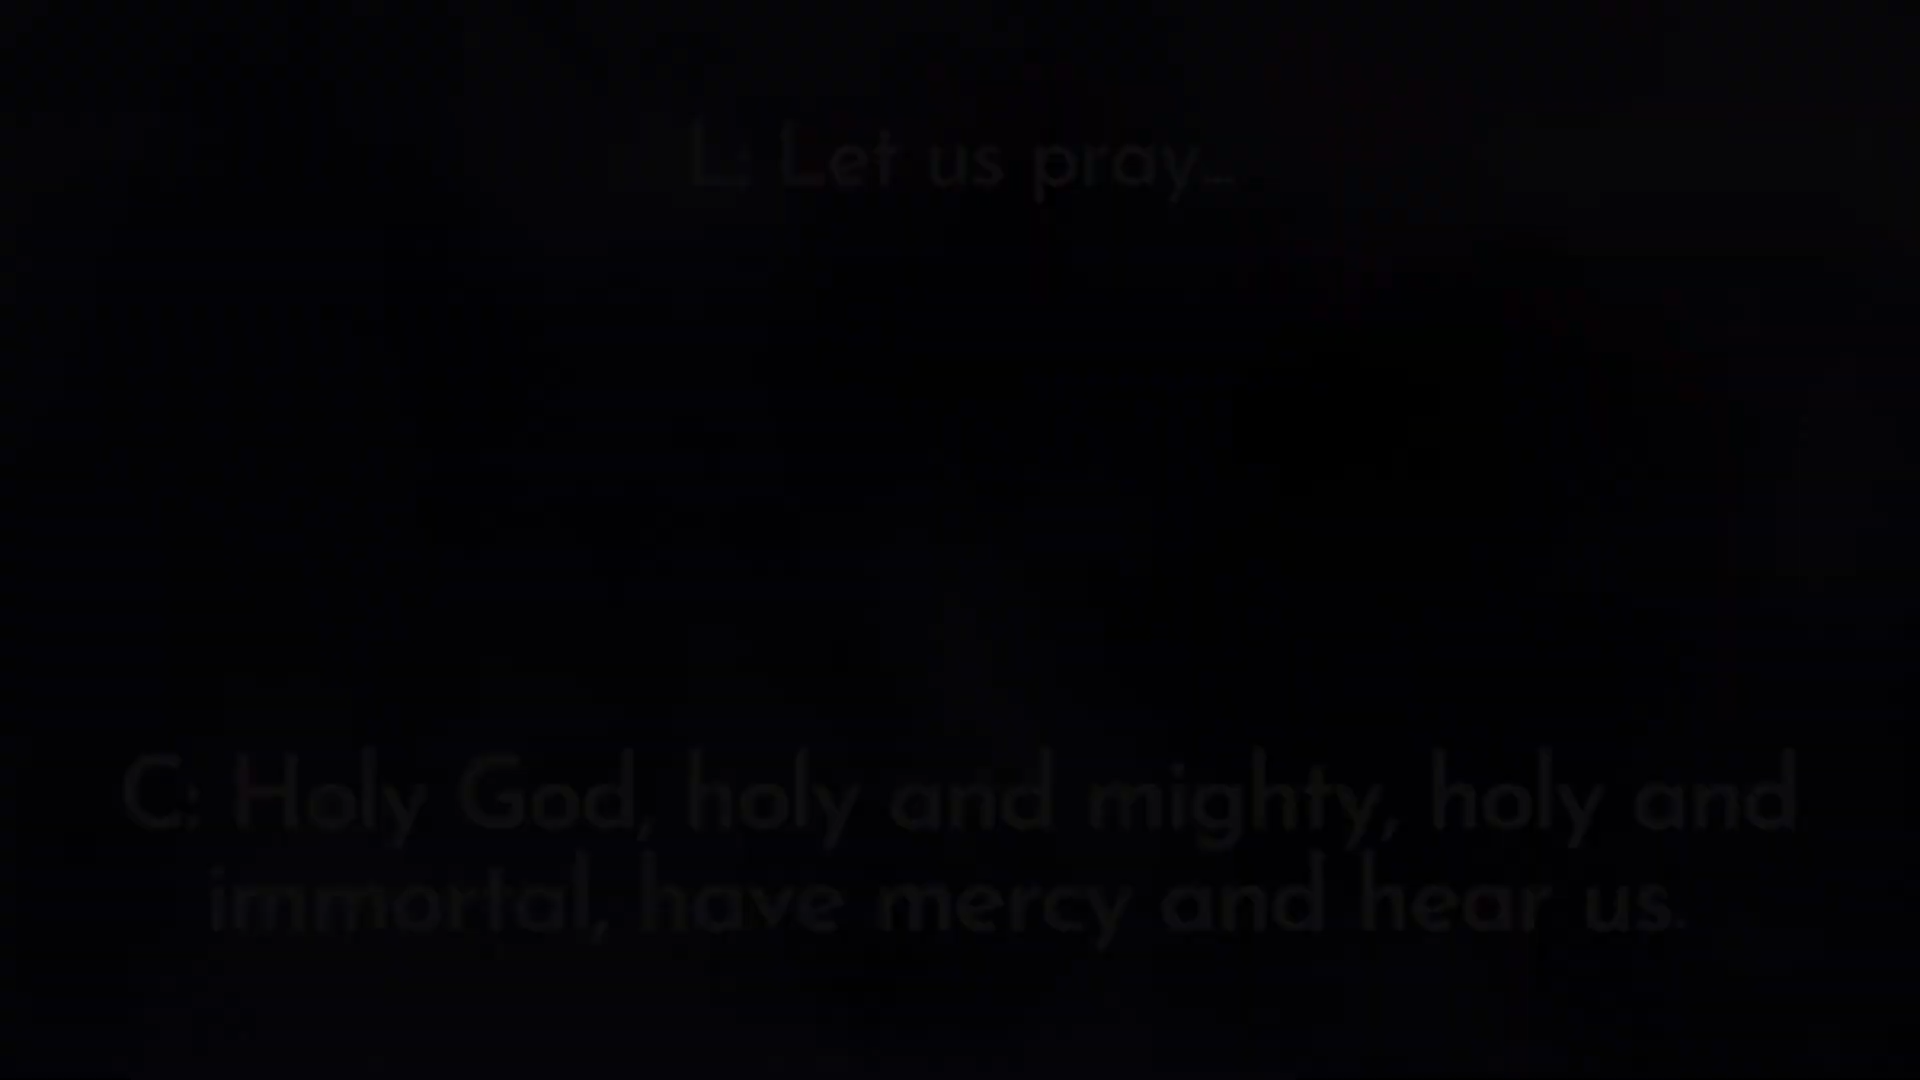 L: Let us pray...
C: Holy God, holy and mighty, holy and
immortal, have mercy and hear us.